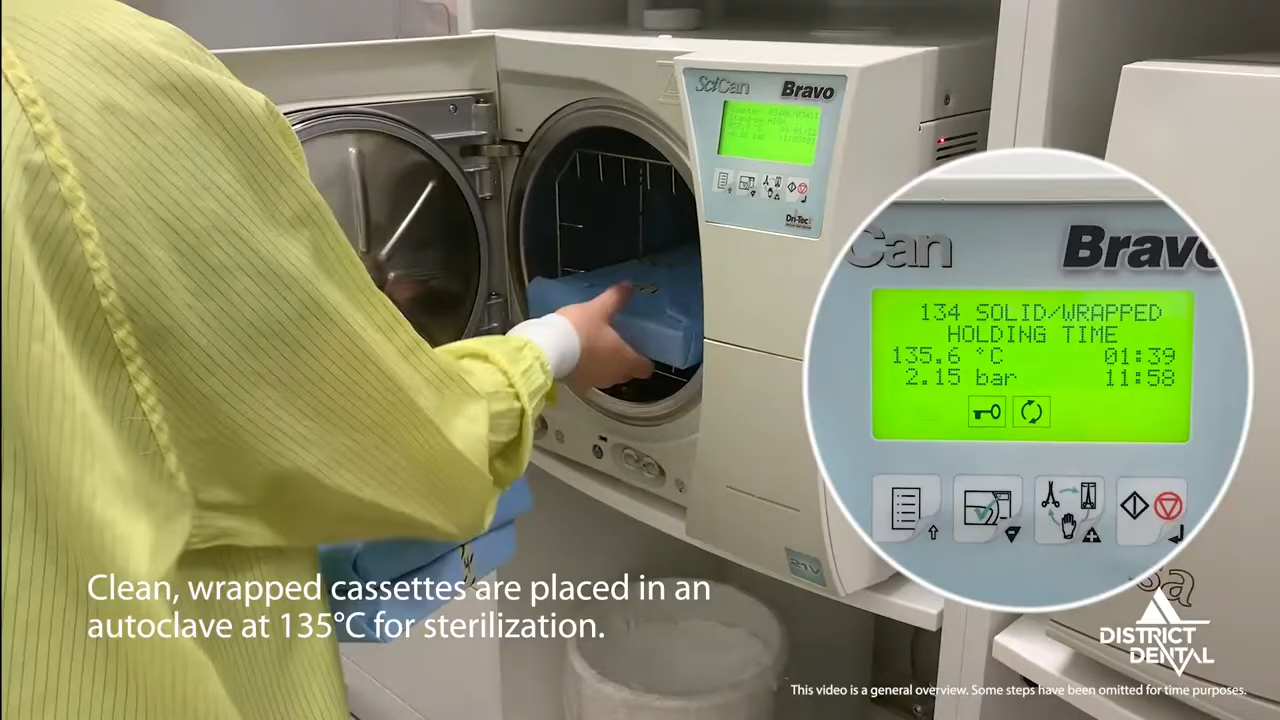 SciCan
Bravo
Dri-Tec
21V
Can
Bravo
134 SOLID/WRAPPED
HOLDING TIME
135.6 °C 01:39
2.15 bar 11:58
Clean, wrapped cassettes are placed in an
autoclave at 135°C for sterilization.
DISTRICT
DENTAL
This video is a general overview. Some steps have been omitted for time purposes.